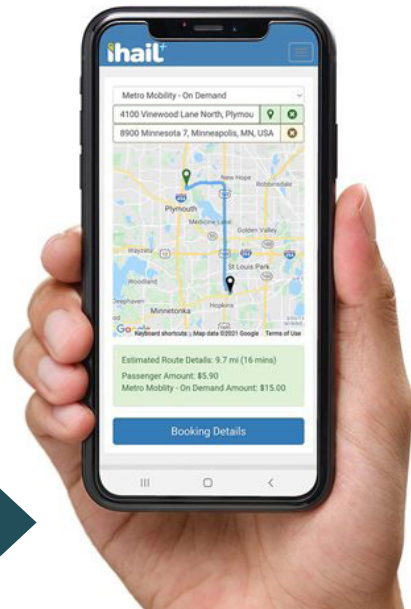 ihail+
Metro Mobility - On Demand
4100 Vinewood Lane North, Plymou
8900 Minnesota 7, Minneapolis, MN, USA
New Hope
Robbinsdale
Plymouth
Medicine Lake
Golden Valley
Wayzata
St Louis Park
Woodland
Deephaven
Hopkins
Minnetonka
Google
Keyboard shortcuts
Map data ©2021 Google
Terms of Use
Estimated Route Details: 9.7 mi (16 mins)
Passenger Amount: $5.90
Metro Moblity - On Demand Amount: $15.00
Booking Details